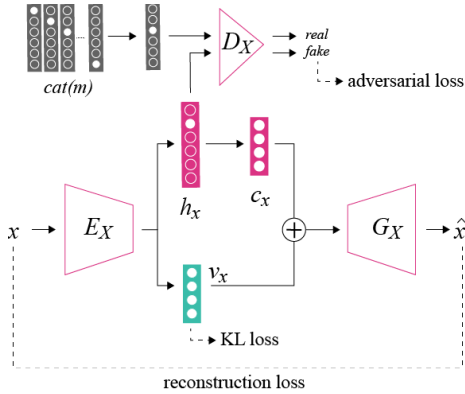 D_X
real
fake
cat(m)
adversarial loss
h_x
c_x
x
E_X
G_X
x̂
v_x
KL loss
reconstruction loss